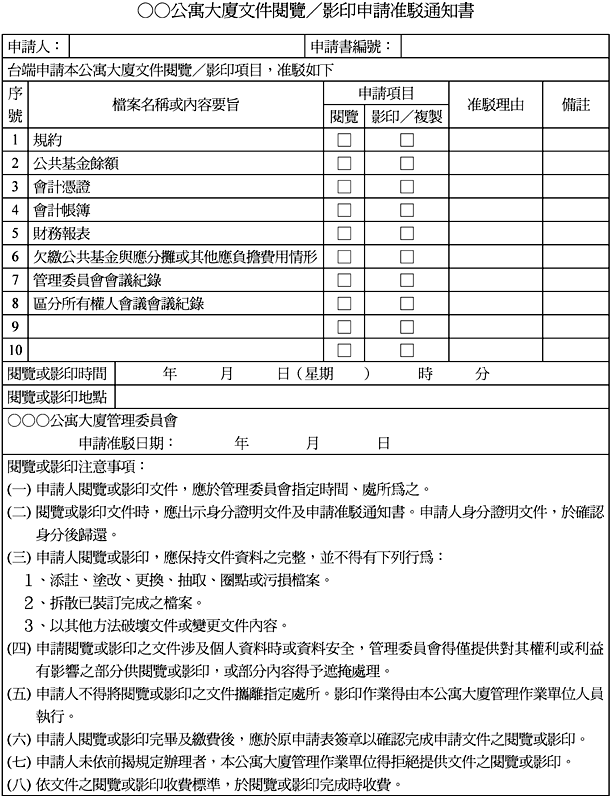 ○○公寓大廈文件閱覽／影印申請准駁通知書
申請人： 申請書編號：
台端申請本公寓大廈文件閱覽／影印項目，准駁如下
序號 檔案名稱或內容要旨 申請項目 准駁理由 備註
閱覽 影印／複製
1 規約 □ □
2 公共基金餘額 □ □
3 會計憑證 □ □
4 會計帳簿 □ □
5 財務報表 □ □
6 欠繳公共基金與應分攤或其他應負擔費用情形 □ □
7 管理委員會會議紀錄 □ □
8 區分所有權人會議會議紀錄 □ □
9 □ □
10 □ □
閱覽或影印時間 年 月 日（星期 ） 時 分
閱覽或影印地點
○○○公寓大廈管理委員會
申請准駁日期： 年 月 日
閱覽或影印注意事項：
(一) 申請人閱覽或影印文件，應於管理委員會指定時間、處所爲之。
(二) 閱覽或影印文件時，應出示身分證明文件及申請准駁通知書。申請人身分證明文件，於確認
身分後歸還。
(三) 申請人閱覽或影印，應保持文件資料之完整，並不得有下列行爲：
1、添註、塗改、更換、抽取、圈點或污損檔案。
2、拆散已裝訂完成之檔案。
3、以其他方法破壞文件或變更文件內容。
(四) 申請閱覽或影印之文件涉及個人資料時或資料安全，管理委員會得僅提供對其權利或利益
有影響之部分供閱覽或影印，或部分內容得予遮掩處理。
(五) 申請人不得將閱覽或影印之文件攜離指定處所。影印作業得由本公寓大廈管理作業單位人員
執行。
(六) 申請人閱覽或影印完畢及繳費後，應於原申請表簽章以確認完成申請文件之閱覽或影印。
(七) 申請人未依前揭規定辦理者，本公寓大廈管理作業單位得拒絕提供文件之閱覽或影印。
(八) 依文件之閱覽或影印收費標準，於閱覽或影印完成時收費。